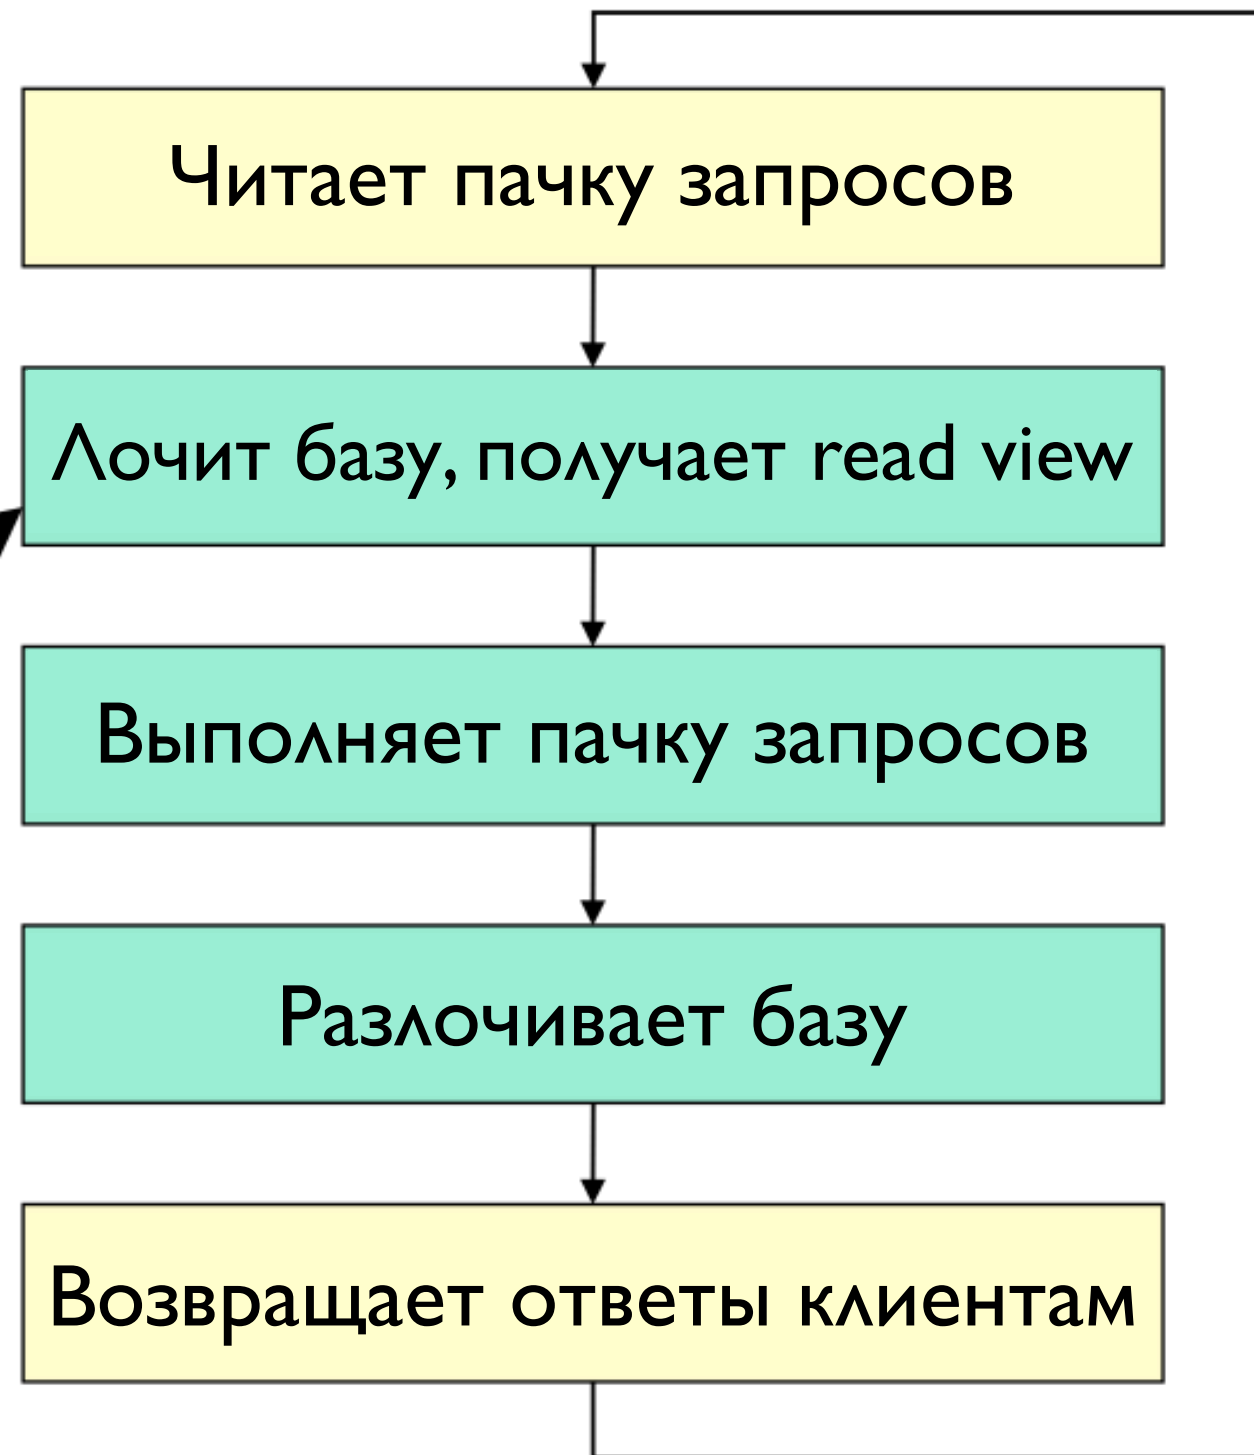 Читает пачку запросов
Лочит базу, получает read view
Выполняет пачку запросов
Разлочивает базу
Возвращает ответы клиентам